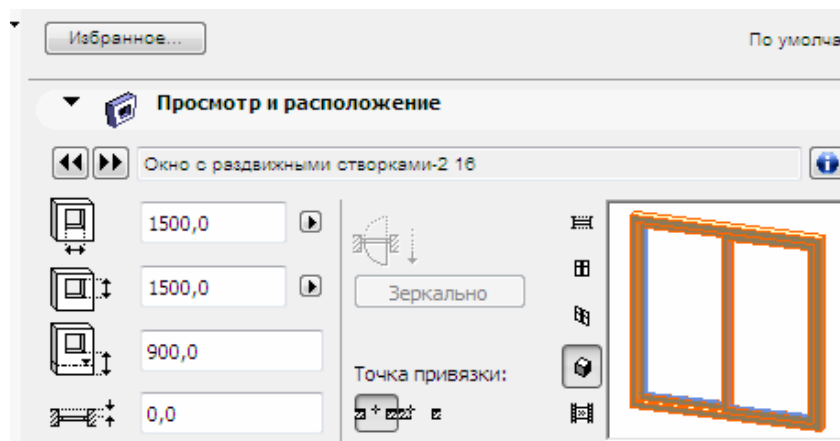 Избранное...
По умолча
Просмотр и расположение
Окно с раздвижными створками-2 16
1500,0
1500,0
Зеркально
900,0
Точка привязки:
0,0